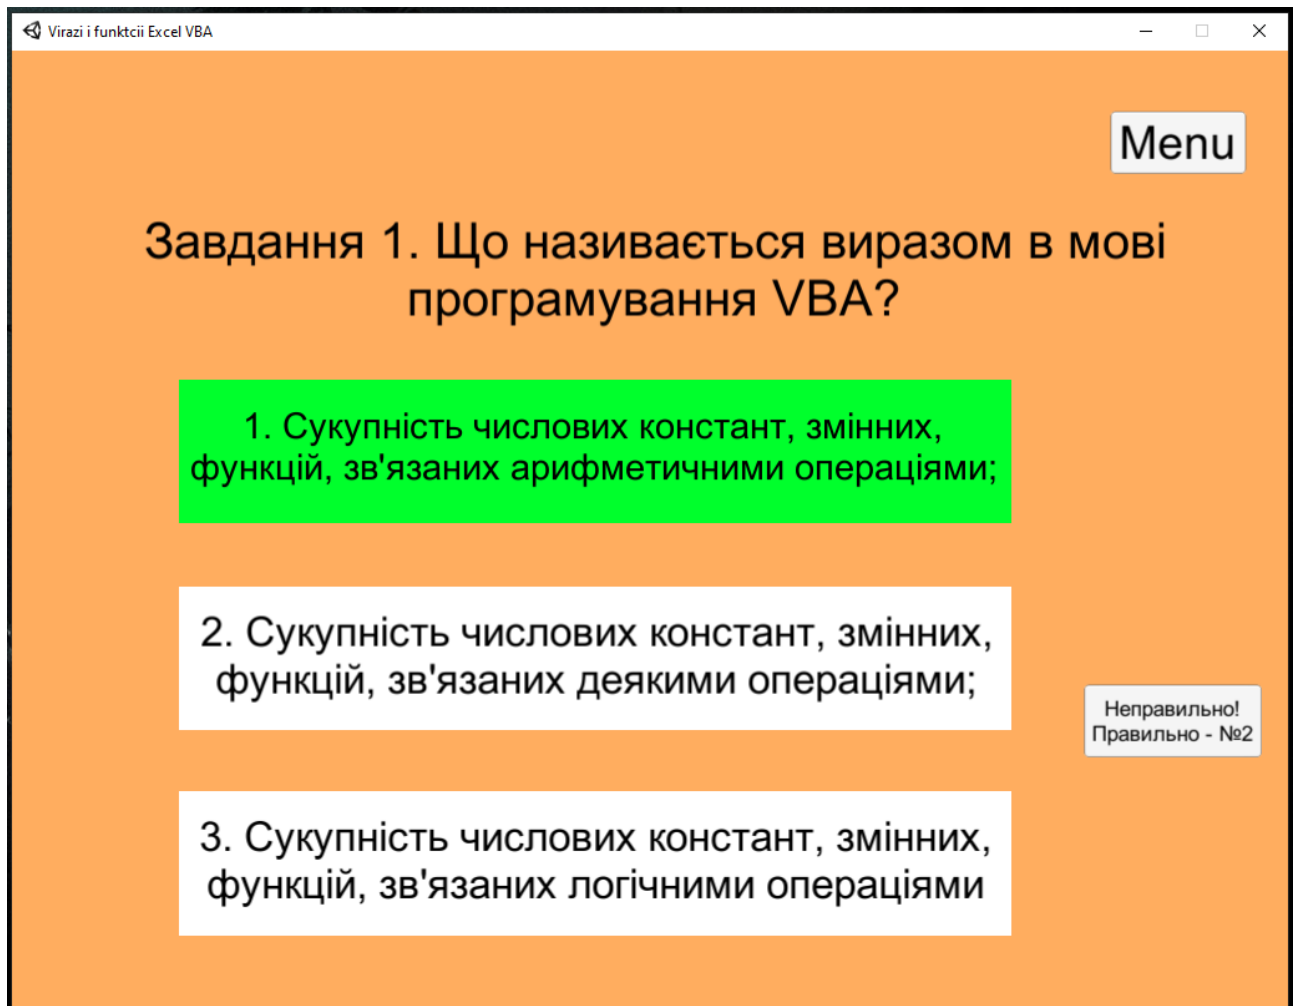 Virazi i funktcii Excel VBA
Menu
Завдання 1. Що називається виразом в мові
програмування VBA?
1. Сукупність числових констант, змінних,
функцій, зв'язаних арифметичними операціями;
2. Сукупність числових констант, змінних,
функцій, зв'язаних деякими операціями;
Неправильно!
Правильно - №2
3. Сукупність числових констант, змінних,
функцій, зв'язаних логічними операціями